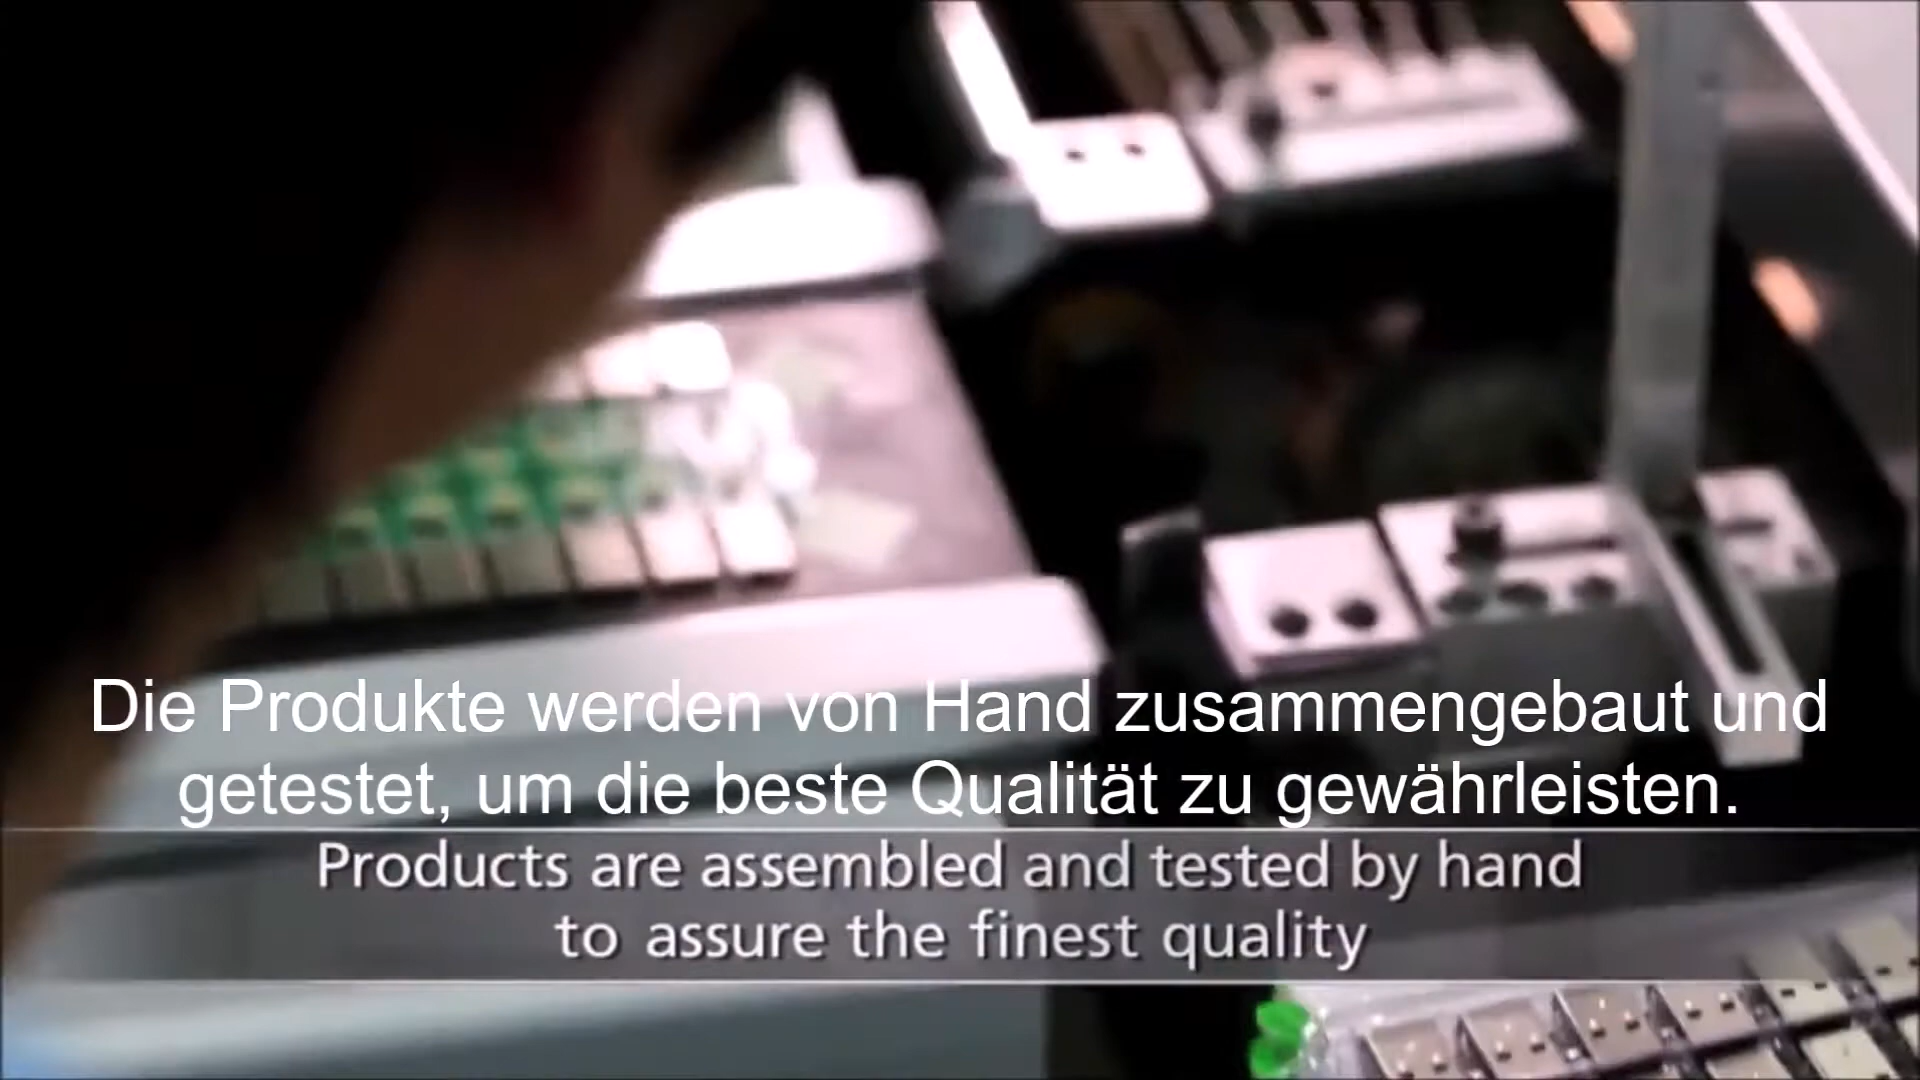 Die Produkte werden von Hand zusammengebaut und
getestet, um die beste Qualität zu gewährleisten.
Products are assembled and tested by hand
to assure the finest quality